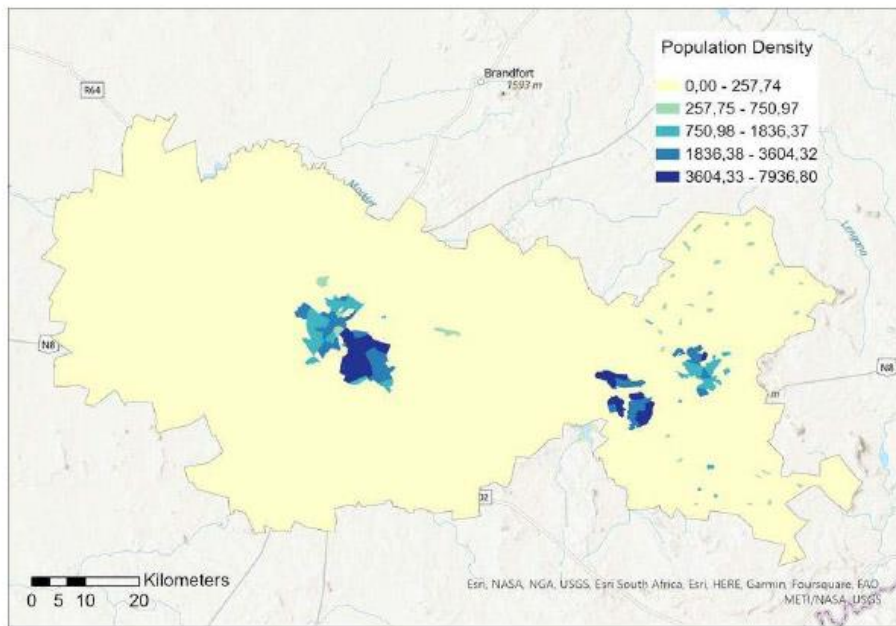 Population Density
0,00 - 257,74
257,75 - 750,97
750,98 - 1836,37
1836,38 - 3604,32
3604,33 - 7936,80
Brandfort
1593 m
R64
Modder
N8
N8
m
02
Kilometers
0 5 10 20
Esri, NASA, NGA, USGS, Esri South Africa, Esri, HERE, Garmin, Foursquare, FAO,
METI/NASA, USGS